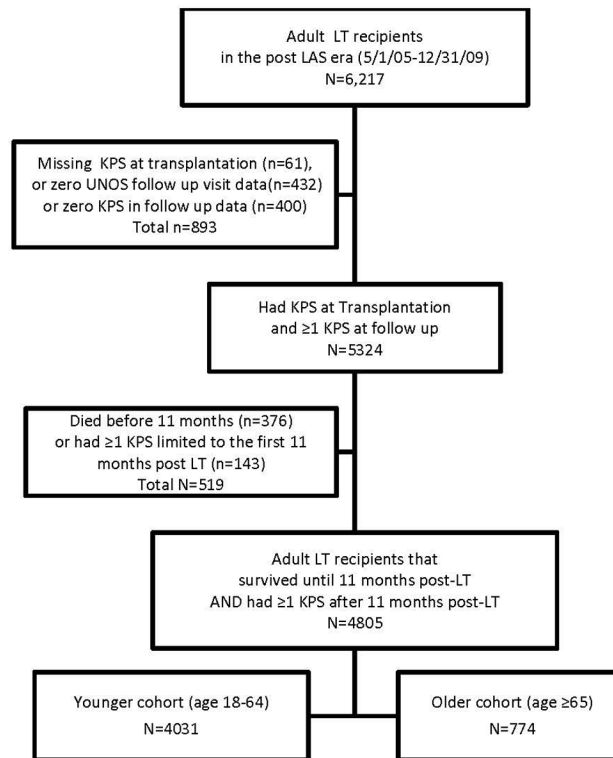 Adult LT recipients
in the post LAS era (5/1/05-12/31/09)
N=6,217
Missing KPS at transplantation (n=61),
or zero UNOS follow up visit data(n=432)
or zero KPS in follow up data (n=400)
Total n=893
Had KPS at Transplantation
and ≥1 KPS at follow up
N=5324
Died before 11 months (n=376)
or had ≥1 KPS limited to the first 11
months post LT (n=143)
Total N=519
Adult LT recipients that
survived until 11 months post-LT
AND had ≥1 KPS after 11 months post-LT
N=4805
Younger cohort (age 18-64)
N=4031
Older cohort (age ≥65)
N=774